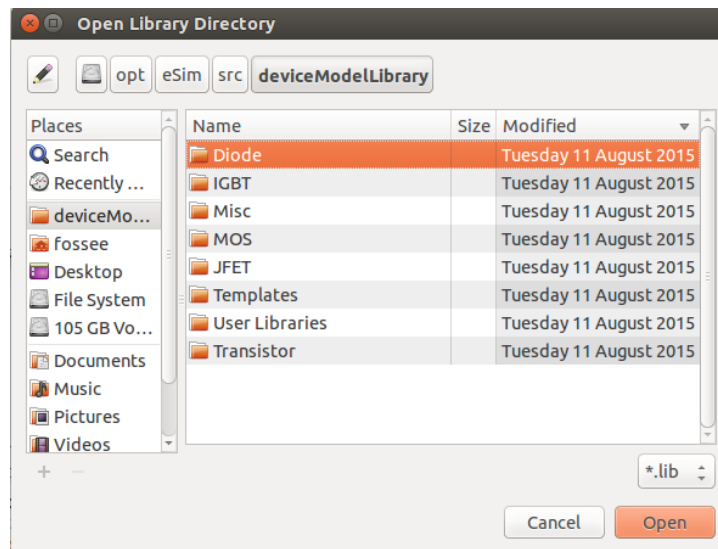 Open Library Directory
opt eSim src deviceModelLibrary
Places
Search
Recently ...
deviceMo...
fossee
Desktop
File System
105 GB Vo...
Documents
Music
Pictures
Videos
Name Size Modified
Diode Tuesday 11 August 2015
IGBT Tuesday 11 August 2015
Misc Tuesday 11 August 2015
MOS Tuesday 11 August 2015
JFET Tuesday 11 August 2015
Templates Tuesday 11 August 2015
User Libraries Tuesday 11 August 2015
Transistor Tuesday 11 August 2015
*.lib
Cancel Open